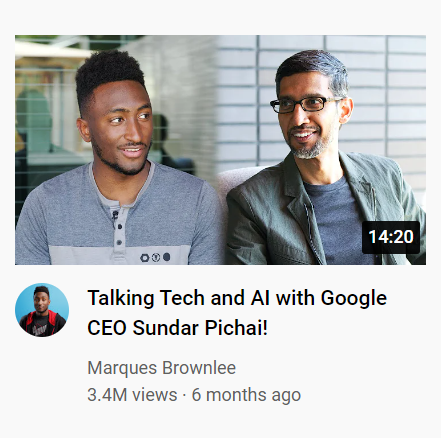 14:20
Talking Tech and AI with Google
CEO Sundar Pichai!
Marques Brownlee
3.4M views · 6 months ago